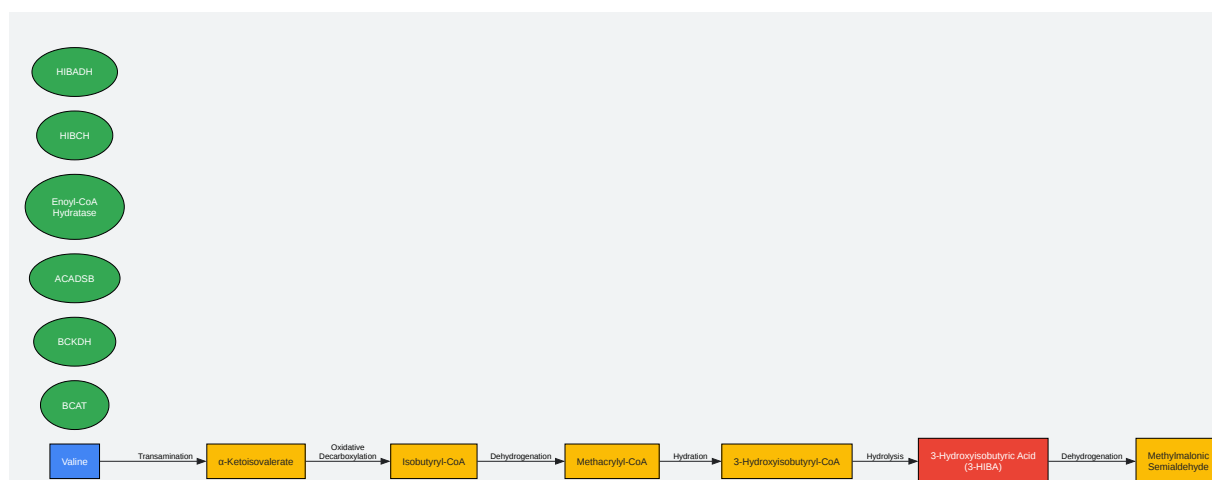 HIBADH
HIBCH
Enoyl-CoA
Hydratase
ACADSB
BCKDH
BCAT
Valine
Transamination
α-Ketoisovalerate
Oxidative
Decarboxylation
Isobutyryl-CoA
Dehydrogenation
Methacrylyl-CoA
Hydration
3-Hydroxyisobutyryl-CoA
Hydrolysis
3-Hydroxyisobutyric Acid
(3-HIBA)
Dehydrogenation
Methylmalonic
Semialdehyde